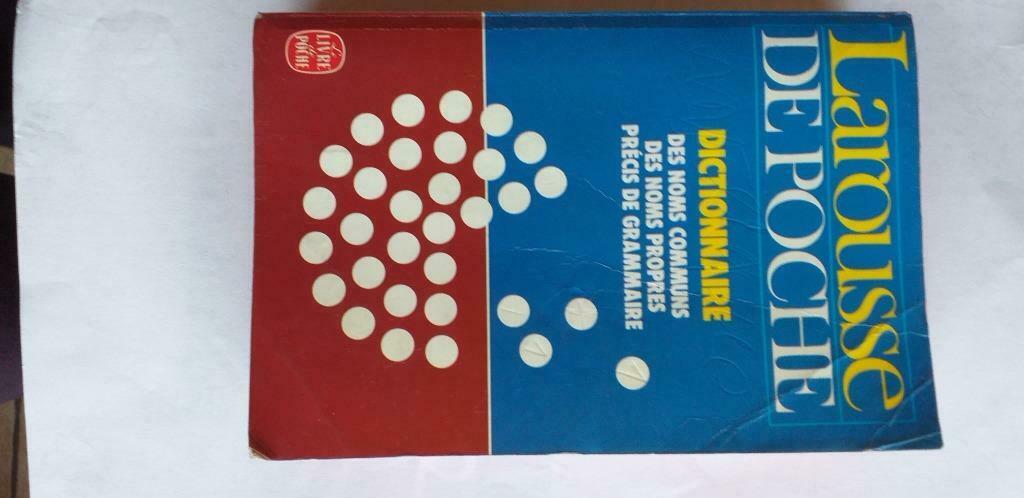 Larousse
DE POCHE
DICTIONNAIRE
DES NOMS COMMUNS
DES NOMS PROPRES
PRÉCIS DE GRAMMAIRE
Le
LIVRE
de
POCHE